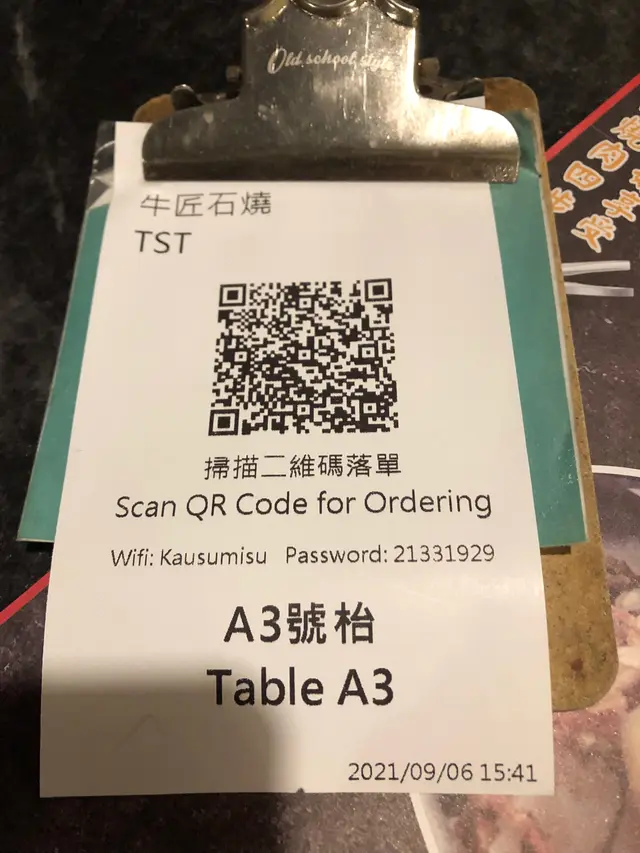 Old school style
牛匠石燒
TST
掃描二維碼落單
Scan QR Code for Ordering
Wifi: Kausumisu Password: 21331929
A3號枱
Table A3
2021/09/06 15:41